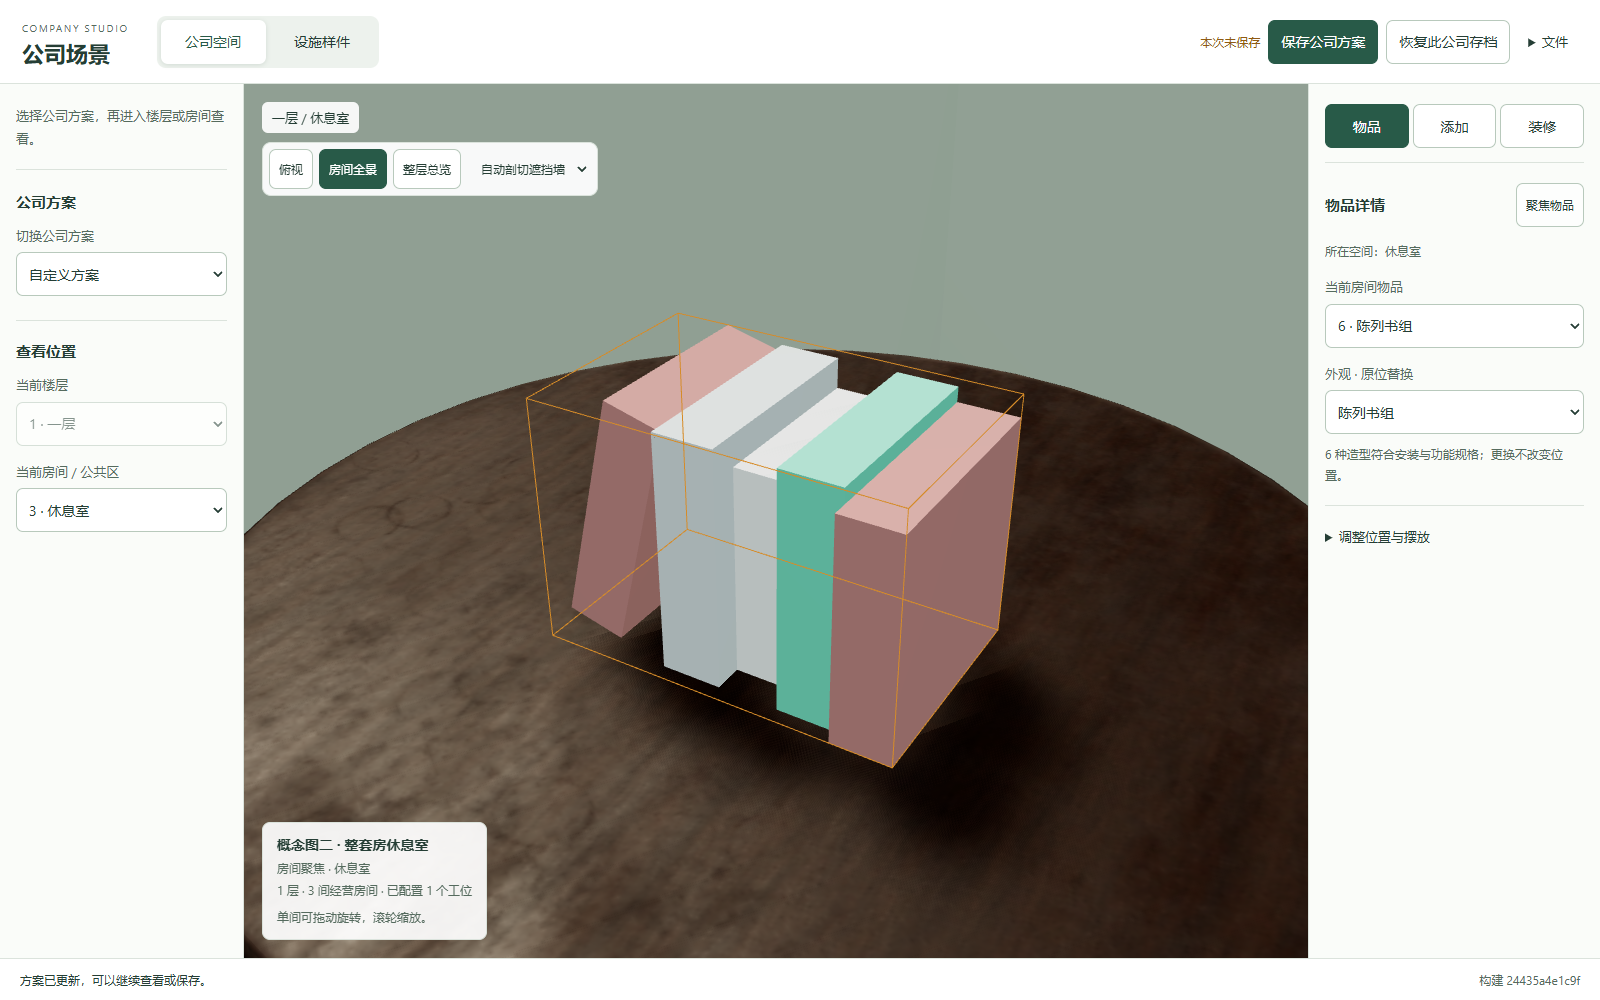 COMPANY STUDIO
公司场景
公司空间
设施样件
本次未保存
保存公司方案
恢复此公司存档
▶ 文件
选择公司方案，再进入楼层或房间查
看。
公司方案
切换公司方案
自定义方案
查看位置
当前楼层
1 · 一层
当前房间 / 公共区
3 · 休息室
一层 / 休息室
俯视
房间全景
整层总览
自动剖切遮挡墙
概念图二 · 整套房休息室
房间聚焦 · 休息室
1 层 · 3 间经营房间 · 已配置 1 个工位
单间可拖动旋转，滚轮缩放。
物品
添加
装修
物品详情
聚焦物品
所在空间：休息室
当前房间物品
6 · 陈列书组
外观 · 原位替换
陈列书组
6 种造型符合安装与功能规格；更换不改变位
置。
▶ 调整位置与摆放
方案已更新，可以继续查看或保存。
构建 24435a4e1c9f